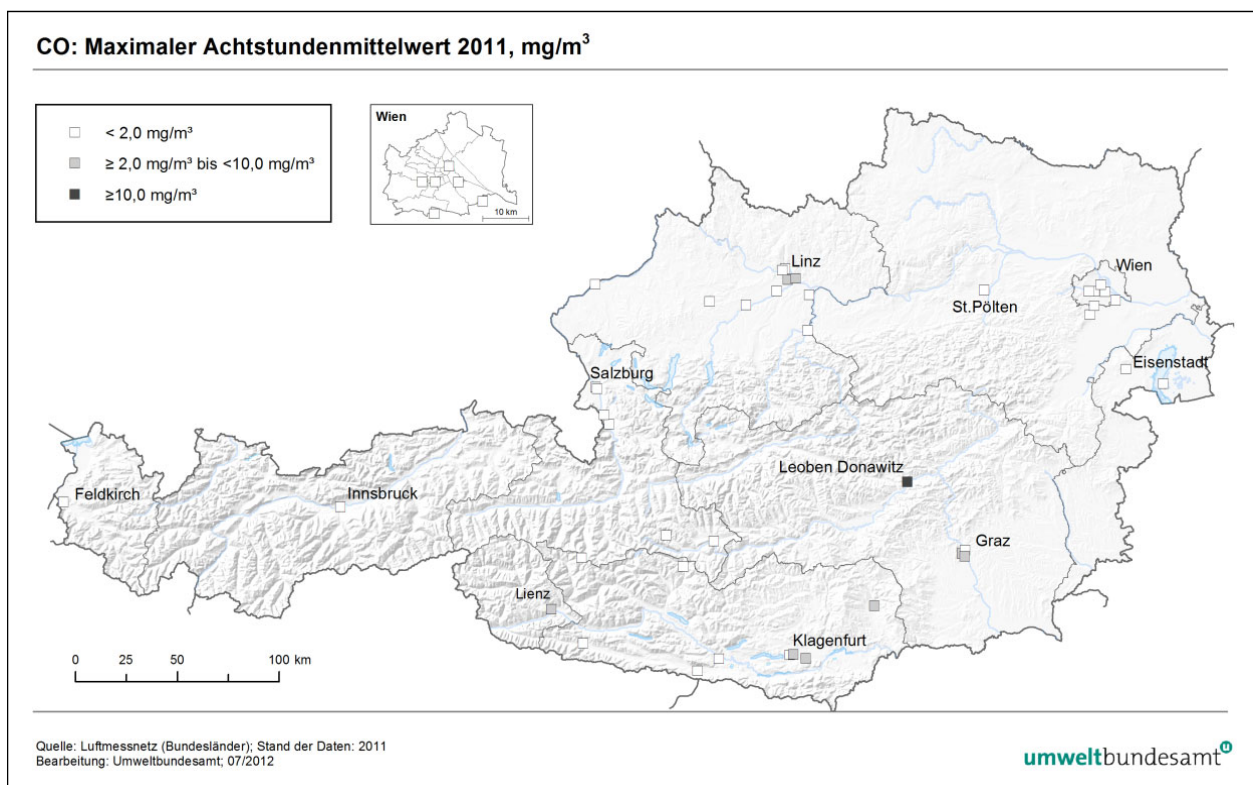 CO: Maximaler Achtstundenmittelwert 2011, mg/m³
< 2,0 mg/m³
≥ 2,0 mg/m³ bis <10,0 mg/m³
≥10,0 mg/m³
Wien
10 km
Linz
Wien
St.Pölten
Salzburg
Eisenstadt
Leoben Donawitz
Feldkirch
Innsbruck
Graz
Lienz
Klagenfurt
0 25 50 100 km
Quelle: Luftmessnetz (Bundesländer); Stand der Daten: 2011
Bearbeitung: Umweltbundesamt; 07/2012
umweltbundesamt
u